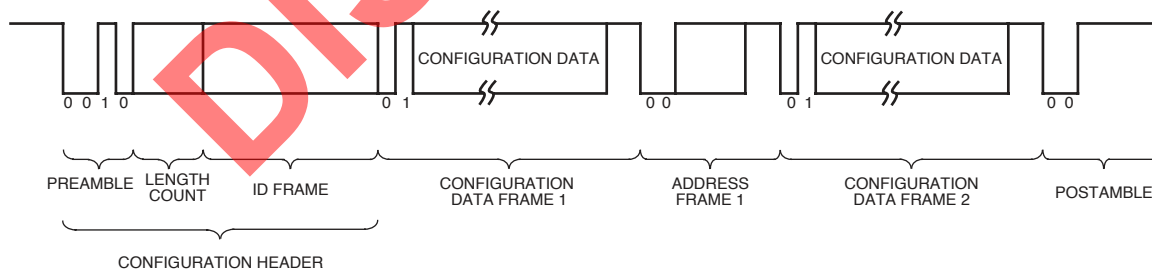 CONFIGURATION DATA
CONFIGURATION DATA
0 0 1 0
0 1
0 0
0 1
0 0
PREAMBLE
LENGTH
COUNT
ID FRAME
CONFIGURATION
DATA FRAME 1
ADDRESS
FRAME 1
CONFIGURATION
DATA FRAME 2
POSTAMBLE
CONFIGURATION HEADER